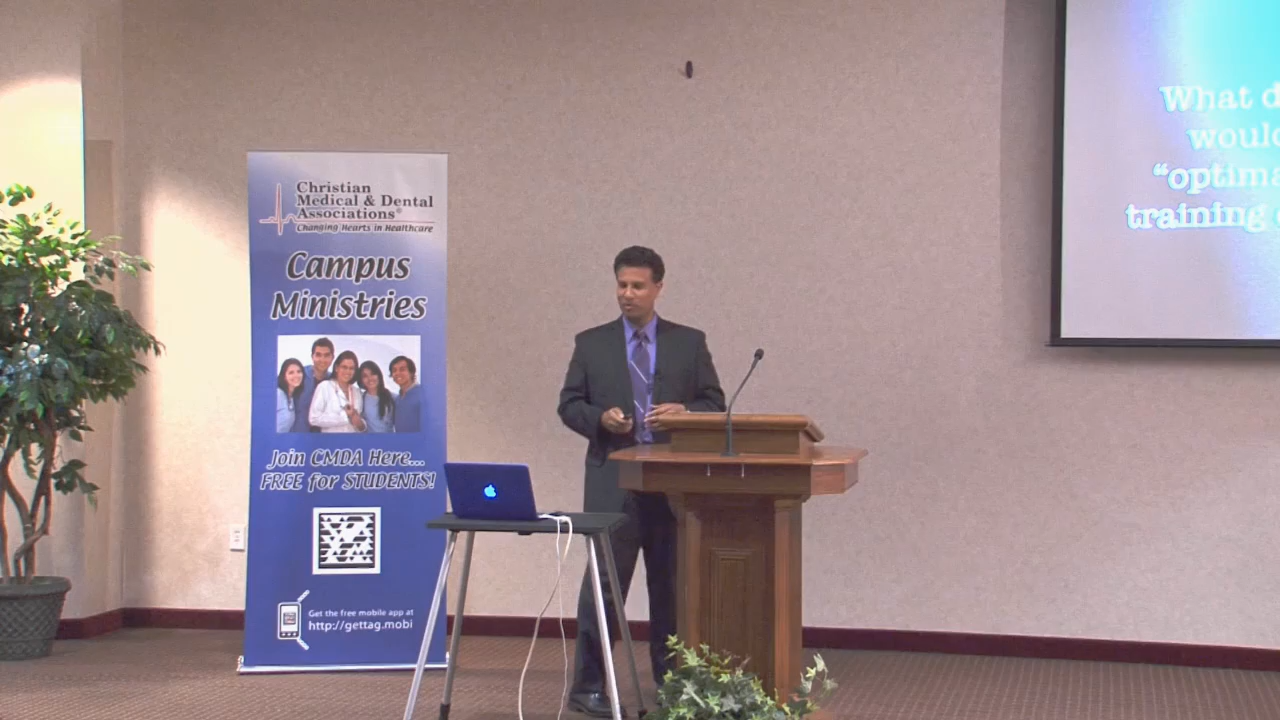 Christian
Medical & Dental
Associations®
Changing Hearts in Healthcare
Campus
Ministries
Join CMDA Here...
FREE for STUDENTS!
Get the free mobile app at
http://gettag.mobi
What d
would
"optima
training